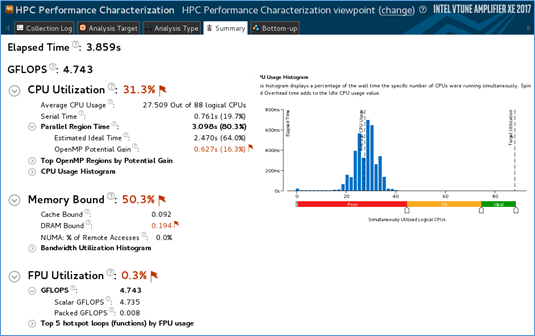 HPC Performance Characterization HPC Performance Characterization viewpoint (change) ? INTEL VTUNE AMPLIFIER XE 2017
Collection Log Analysis Target Analysis Type Summary Bottom-up
Elapsed Time: 3.859s
GFLOPS: 4.743
CPU Utilization: 31.3%
Average CPU Usage: 27.509 Out of 88 logical CPUs
Serial Time: 0.761s (19.7%)
Parallel Region Time: 3.098s (80.3%)
Estimated Ideal Time: 2.470s (64.0%)
OpenMP Potential Gain: 0.627s (16.3%)
Top OpenMP Regions by Potential Gain
CPU Usage Histogram
Memory Bound: 50.3%
Cache Bound: 0.092
DRAM Bound: 0.194
NUMA: % of Remote Accesses: 0.0%
Bandwidth Utilization Histogram
FPU Utilization: 0.3%
GFLOPS: 4.743
Scalar GFLOPS: 4.735
Packed GFLOPS: 0.008
Top 5 hotspot loops (functions) by FPU usage
PU Usage Histogram
is histogram displays a percentage of the wall time the specific number of CPUs were running simultaneously. Spin
d Overhead time adds to the Idle CPU usage value.
Elapsed Time
800ms
600ms
400ms
200ms
0s
Average CPU Usage
Target Utilization
0 20 40 60 80
Poor Ok Ideal
Simultaneously Utilized Logical CPUs